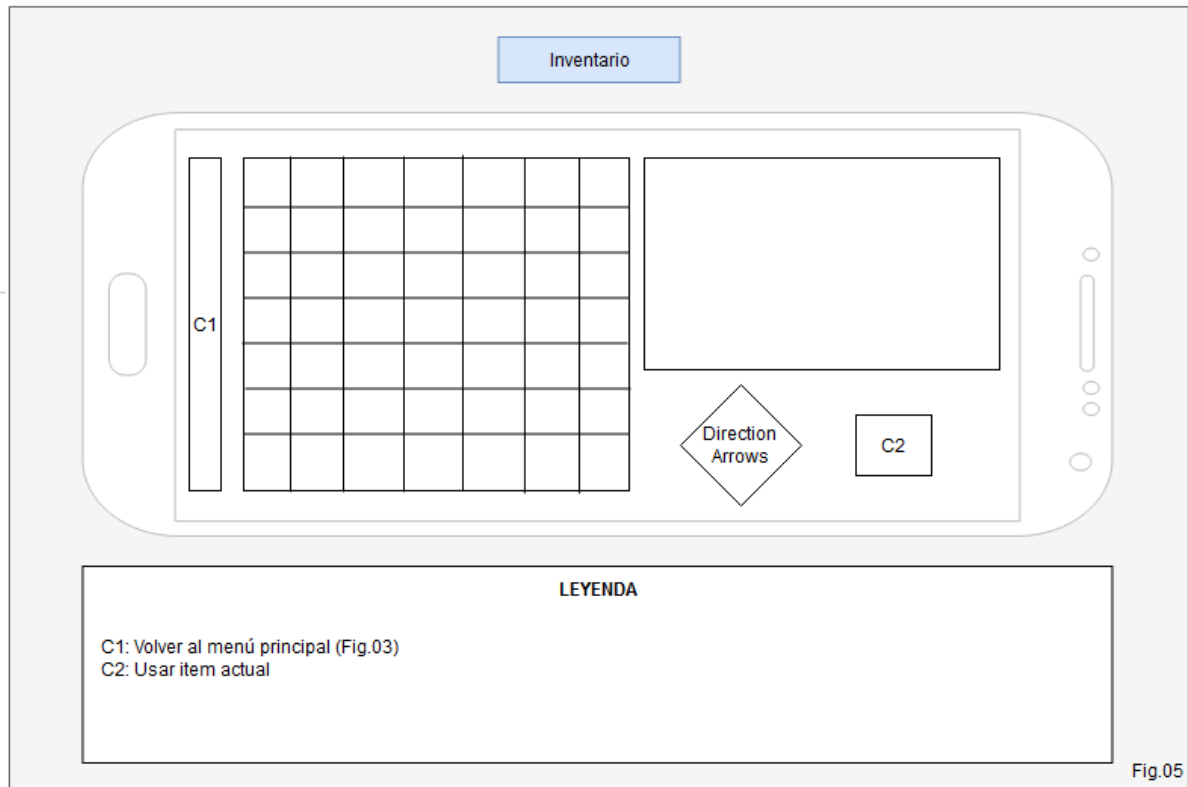 Inventario
C1
Direction
Arrows
C2
LEYENDA
C1: Volver al menú principal (Fig.03)
C2: Usar item actual
Fig.05